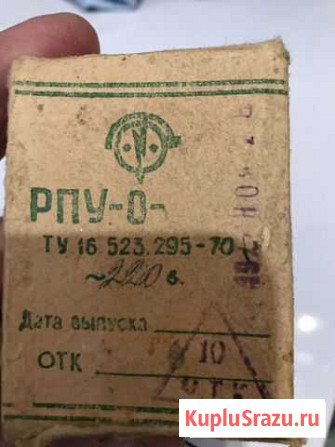 РПУ-0-
ТУ 16.523.295-70
~220 в.
Дата выпуска
ОТК
10
ОТК
KupluSrazu.ru